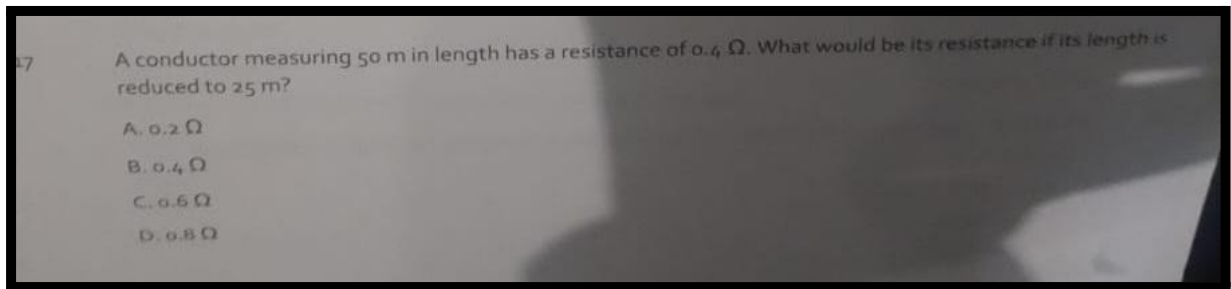 17 A conductor measuring 50 m in length has a resistance of 0.4 Ω. What would be its resistance if its length is
reduced to 25 m?
A. 0.2 Ω
B. 0.4 Ω
C. 0.6 Ω
D. 0.8 Ω